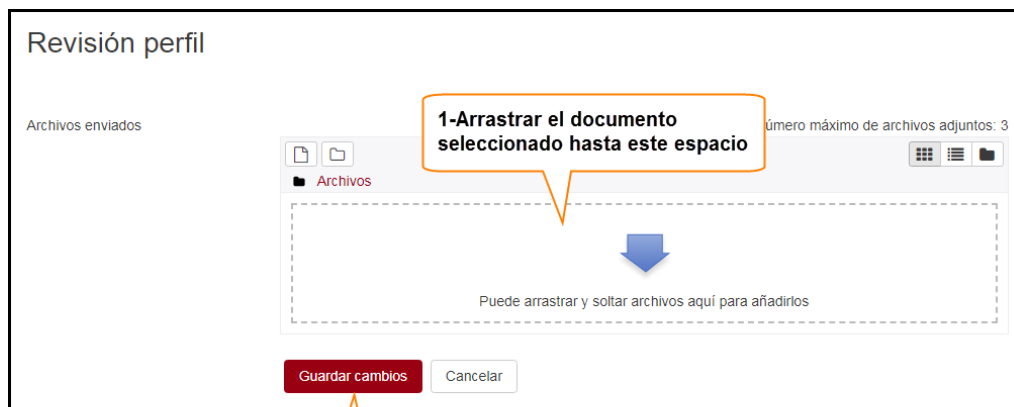 Revisión perfil
Archivos enviados
1-Arrastrar el documento
seleccionado hasta este espacio
máximo de archivos adjuntos: 3
Archivos
Puede arrastrar y soltar archivos aquí para añadirlos
Guardar cambios
Cancelar